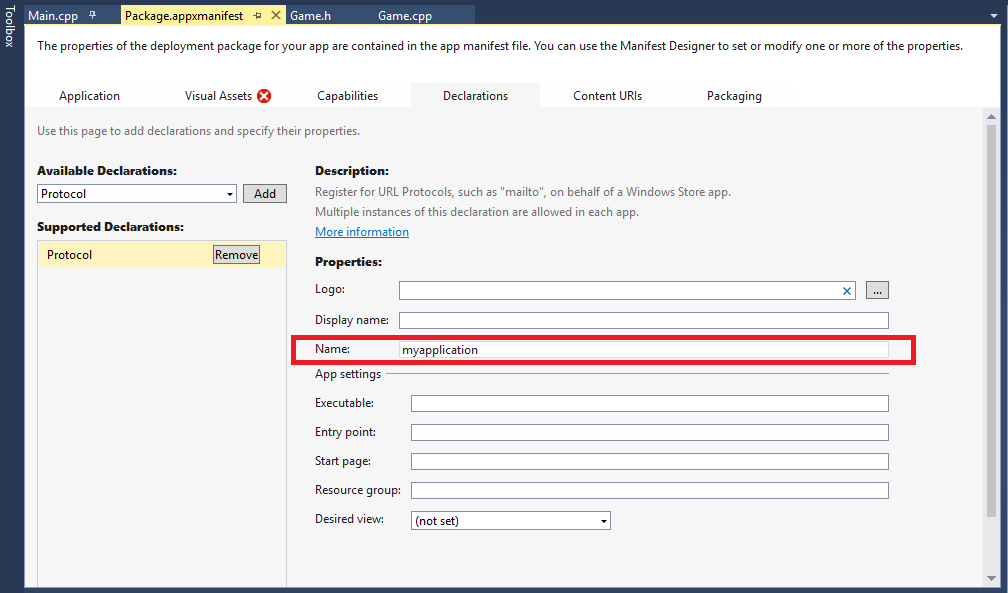 Toolbox
Main.cpp Package.appxmanifest Game.h Game.cpp
The properties of the deployment package for your app are contained in the app manifest file. You can use the Manifest Designer to set or modify one or more of the properties.
Application Visual Assets Capabilities Declarations Content URIs Packaging
Use this page to add declarations and specify their properties.
Available Declarations:
Protocol Add
Supported Declarations:
Protocol Remove
Description:
Register for URL Protocols, such as "mailto", on behalf of a Windows Store app.
Multiple instances of this declaration are allowed in each app.
More information
Properties:
Logo: ...
Display name:
Name: myapplication
App settings
Executable:
Entry point:
Start page:
Resource group:
Desired view: (not set)